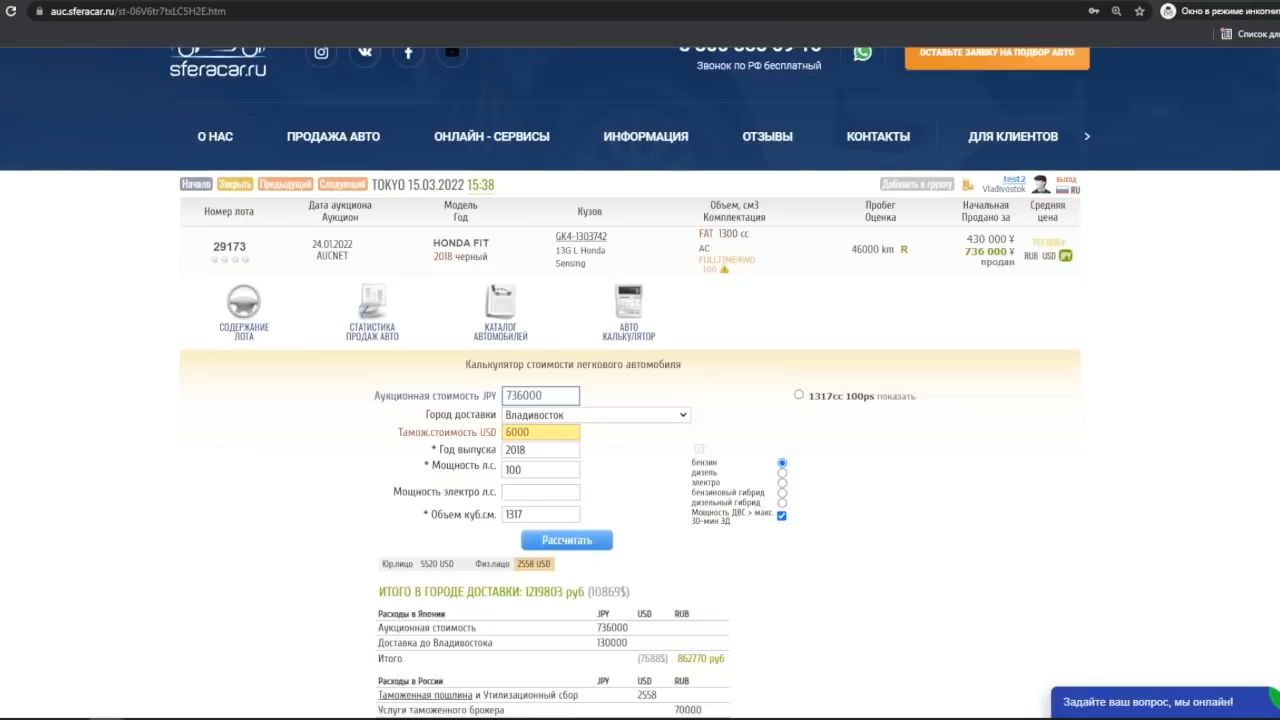 auc.sferacar.ru/st-06V6tr7txLC5H2E.htm
Окно в режиме инкогнит
Список для
sferacar.ru
Звонок по РФ бесплатный
ОСТАВЬТЕ ЗАЯВКУ НА ПОДБОР АВТО
О НАС ПРОДАЖА АВТО ОНЛАЙН - СЕРВИСЫ ИНФОРМАЦИЯ ОТЗЫВЫ КОНТАКТЫ ДЛЯ КЛИЕНТОВ
Начало Закрыть Предыдущий Следующий TOKYO 15.03.2022 15:38
Добавить в группу test2 ВЫХОД
Vladivostok RU
Номер лота Дата аукциона Аукцион Модель Год Кузов Объем, см3 Комплектация Пробег Оценка Начальная Продано за Средняя цена
29173 24.01.2022 AUCNET HONDA FIT 2018 черный GK4-1303742 13G L Honda Sensing FAT 1300 cc AC FULLTIME4WD 100 46000 km R 430 000 ¥ 736 000 ¥ продан RUB USD JPY
СОДЕРЖАНИЕ ЛОТА
СТАТИСТИКА ПРОДАЖ АВТО
КАТАЛОГ АВТОМОБИЛЕЙ
АВТО КАЛЬКУЛЯТОР
Калькулятор стоимости легкового автомобиля
Аукционная стоимость JPY 736000
1317cc 100ps показать
Город доставки Владивосток
Тамож.стоимость USD 6000
* Год выпуска 2018
* Мощность л.с. 100
Мощность электро л.с.
* Объем куб.см. 1317
бензин
дизель
электро
бензиновый гибрид
дизельный гибрид
Мощность ДВС > макс.
30-мин ЭД
Рассчитать
Юр.лицо 5520 USD Физ.лицо 2558 USD
ИТОГО В ГОРОДЕ ДОСТАВКИ: 1219803 руб (10869$)
Расходы в Японии JPY USD RUB
Аукционная стоимость 736000
Доставка до Владивостока 130000
Итого (7688$) 862770 руб
Расходы в России JPY USD RUB
Таможенная пошлина и Утилизационный сбор 2558
Услуги таможенного брокера 70000
Задайте ваш вопрос, мы онлайн!